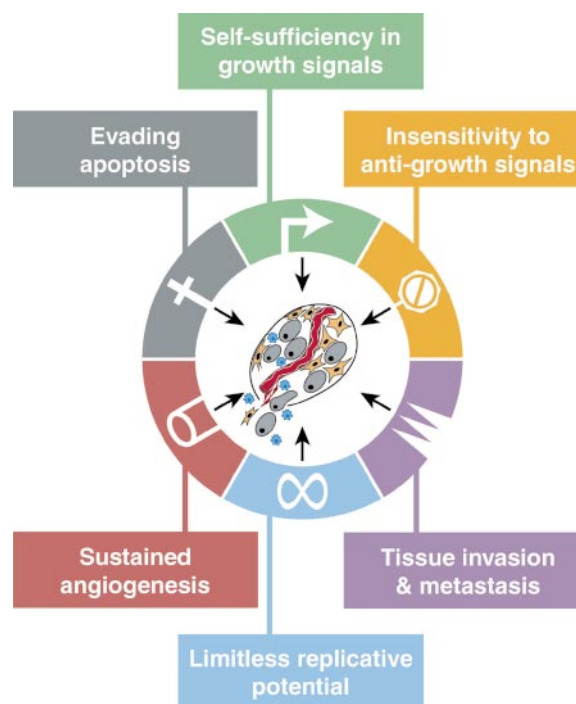 Self-sufficiency in
growth signals
Evading
apoptosis
Insensitivity to
anti-growth signals
Sustained
angiogenesis
Tissue invasion
& metastasis
Limitless replicative
potential